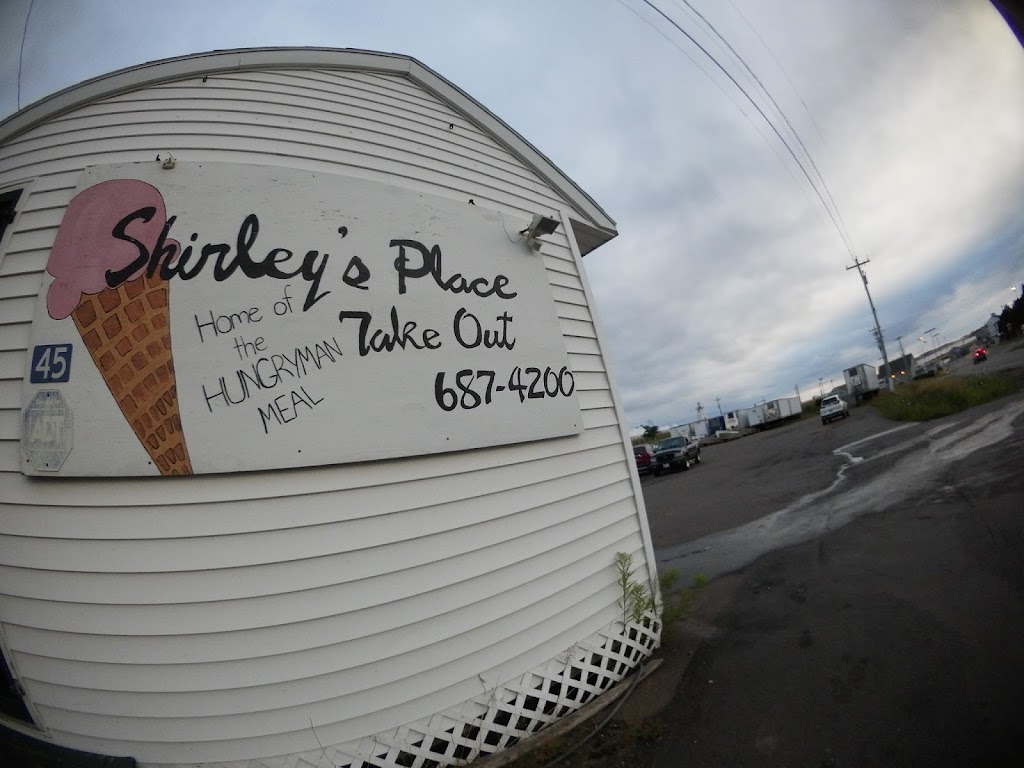 Shirley's Place
Home of
the
HUNGRYMAN
MEAL
Take Out
687-4200
45
ADT